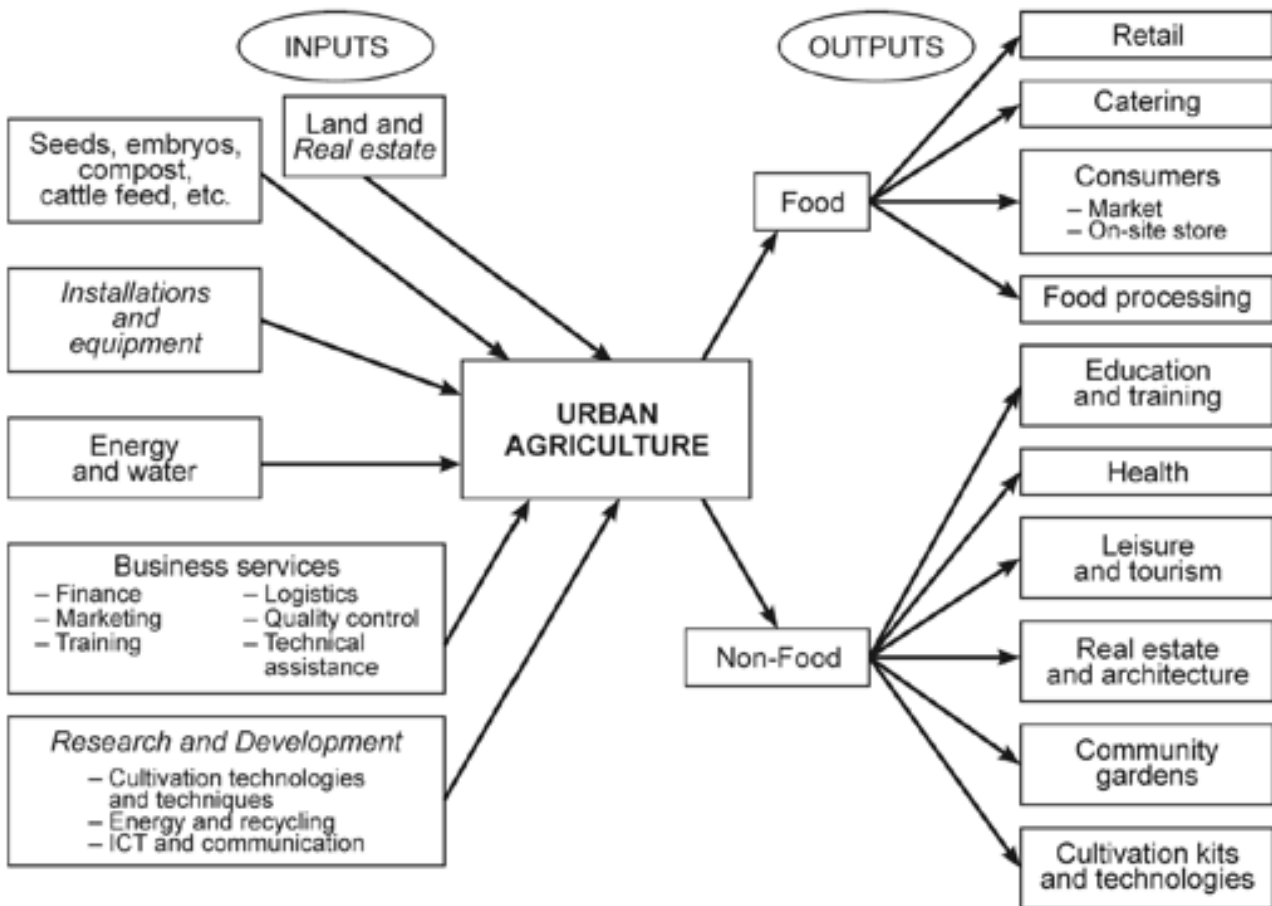 INPUTS
Land and
Real estate
Seeds, embryos,
compost,
cattle feed, etc.
Installations
and
equipment
Energy
and water
Business services
– Finance
– Marketing
– Training
– Logistics
– Quality control
– Technical
assistance
Research and Development
– Cultivation technologies
and techniques
– Energy and recycling
– ICT and communication
URBAN
AGRICULTURE
OUTPUTS
Food
Retail
Catering
Consumers
– Market
– On-site store
Food processing
Non-Food
Education
and training
Health
Leisure
and tourism
Real estate
and architecture
Community
gardens
Cultivation kits
and technologies